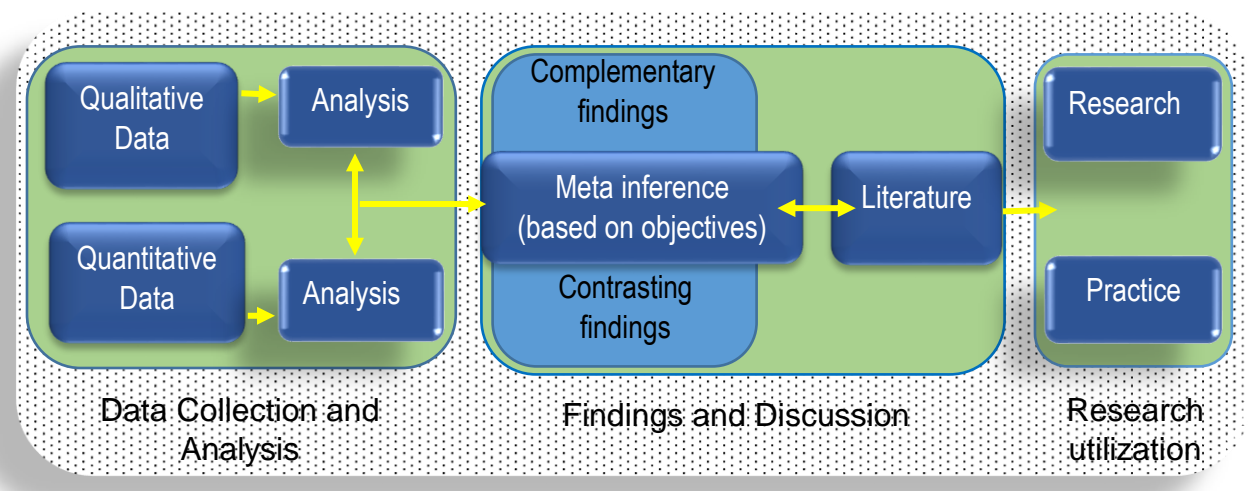 Qualitative
Data
Analysis
Quantitative
Data
Analysis
Data Collection and
Analysis
Complementary
findings
Meta inference
(based on objectives)
Contrasting
findings
Literature
Findings and Discussion
Research
Practice
Research
utilization